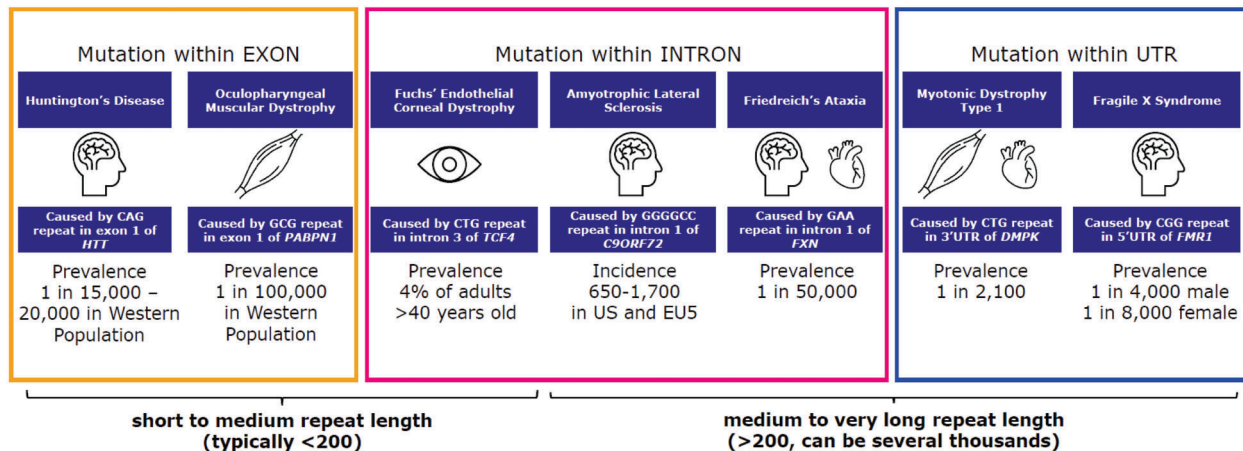 Mutation within EXON
Huntington's Disease
Oculopharyngeal
Muscular Dystrophy
Caused by CAG
repeat in exon 1 of
HTT
Caused by GCG repeat
in exon 1 of PABPN1
Prevalence
1 in 15,000 –
20,000 in Western
Population
Prevalence
1 in 100,000
in Western
Population
Mutation within INTRON
Fuchs' Endothelial
Corneal Dystrophy
Amyotrophic Lateral
Sclerosis
Friedreich's Ataxia
Caused by CTG repeat
in intron 3 of TCF4
Caused by GGGGCC
repeat in intron 1 of
C9ORF72
Caused by GAA
repeat in intron 1 of
FXN
Prevalence
4% of adults
>40 years old
Incidence
650-1,700
in US and EU5
Prevalence
1 in 50,000
Mutation within UTR
Myotonic Dystrophy
Type 1
Fragile X Syndrome
Caused by CTG repeat
in 3'UTR of DMPK
Caused by CGG repeat
in 5'UTR of FMR1
Prevalence
1 in 2,100
Prevalence
1 in 4,000 male
1 in 8,000 female
short to medium repeat length
(typically <200)
medium to very long repeat length
(>200, can be several thousands)